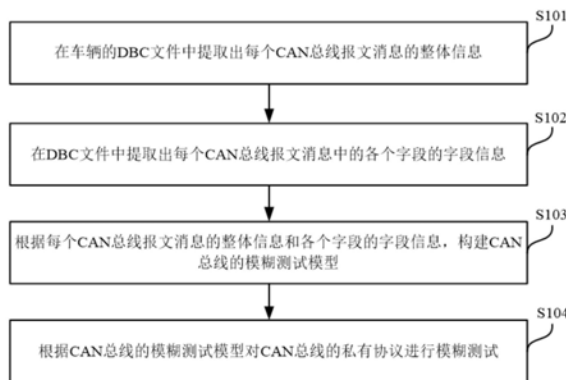 S101
在车辆的DBC文件中提取出每个CAN总线报文消息的整体信息
S102
在DBC文件中提取出每个CAN总线报文消息中的各个字段的字段信息
S103
根据每个CAN总线报文消息的整体信息和各个字段的字段信息，构建CAN
总线的模糊测试模型
S104
根据CAN总线的模糊测试模型对CAN总线的私有协议进行模糊测试